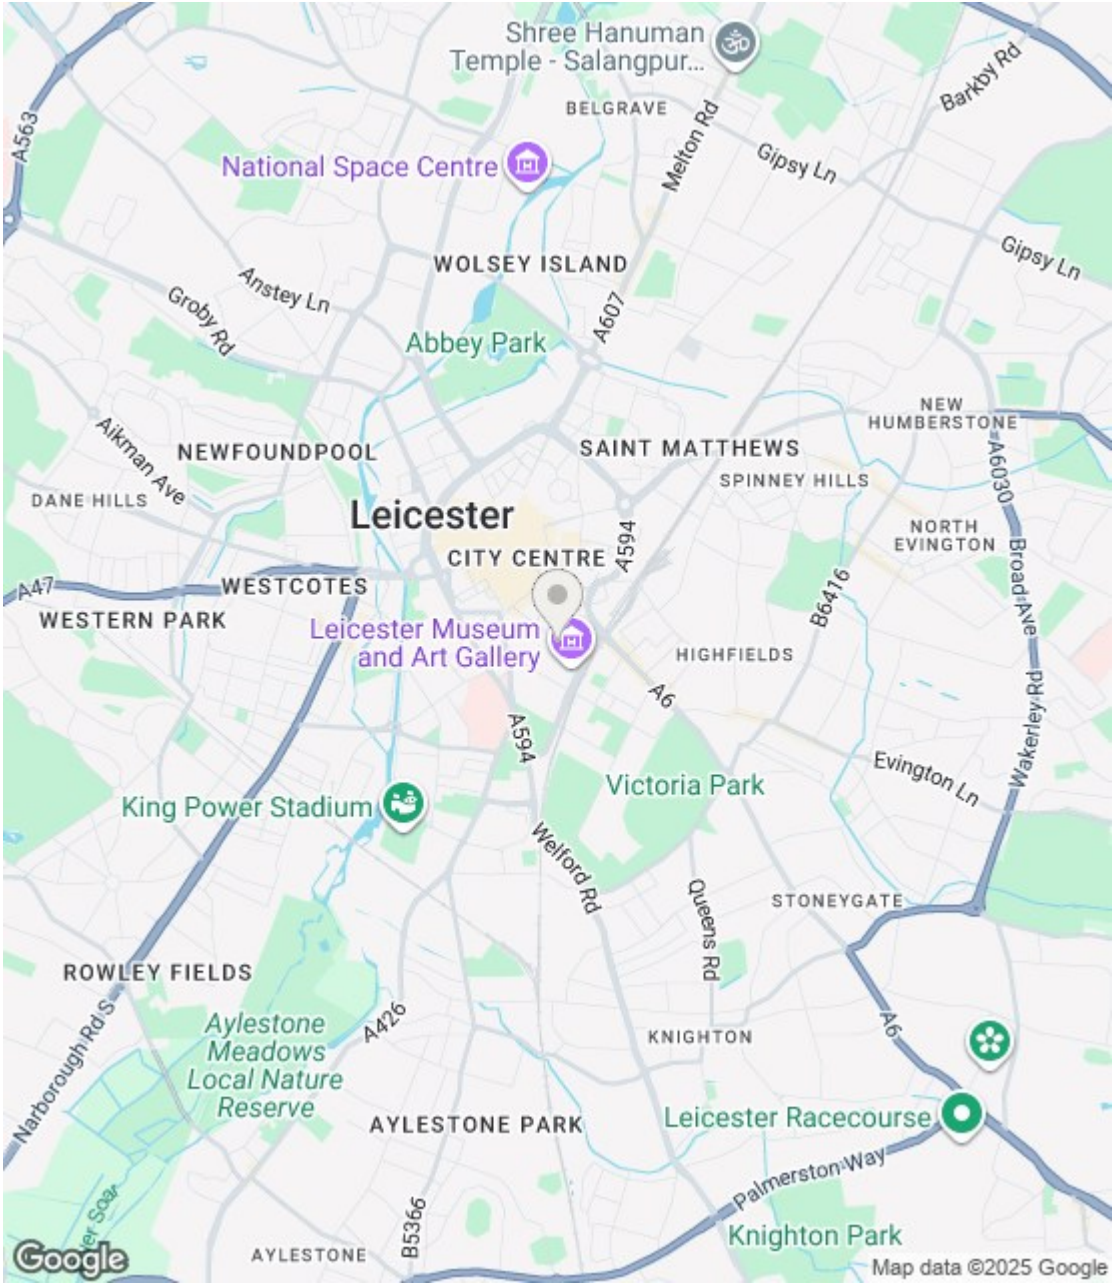 Shree Hanuman
Temple - Salangpur...
BELGRAVE
Barkby Rd
A563
National Space Centre
Melton Rd
Gipsy Ln
WOLSEY ISLAND
Gipsy Ln
Anstey Ln
Groby Rd
A607
Abbey Park
NEW
HUMBERSTONE
Aikman Ave
NEWFOUNDPOOL
SAINT MATTHEWS
SPINNEY HILLS
A6030
DANE HILLS
Leicester
CITY CENTRE
A594
NORTH
EVINGTON
Broad Ave
A47
WESTCOTES
B6416
WESTERN PARK
Leicester Museum
and Art Gallery
HIGHFIELDS
A6
Wakerley Rd
A594
Evington Ln
Victoria Park
King Power Stadium
Welford Rd
Queens Rd
STONEYGATE
ROWLEY FIELDS
Narborough Rd S
Aylestone
Meadows
Local Nature
Reserve
A426
A6
KNIGHTON
AYLESTONE PARK
Leicester Racecourse
Palmerston Way
er Soar
B5366
Knighton Park
AYLESTONE
Google
Map data ©2025 Google